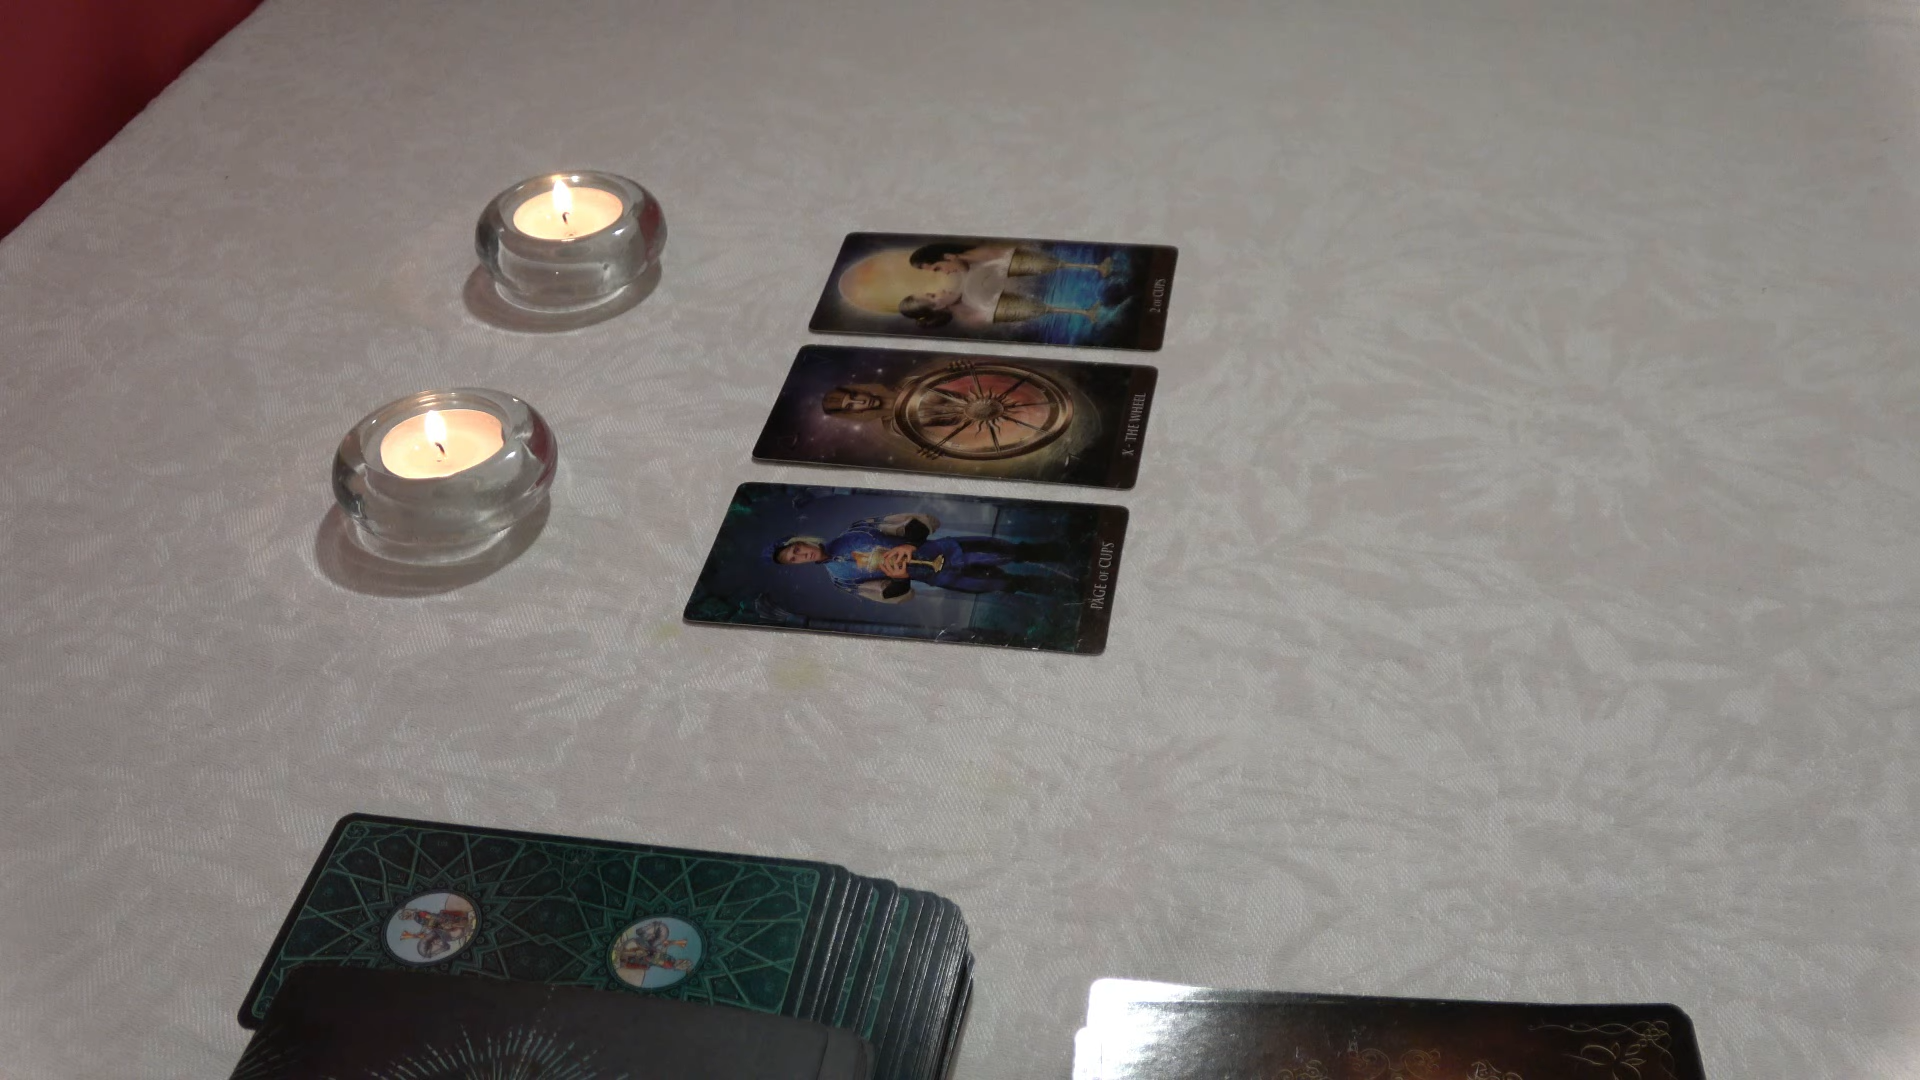 2 OF CUPS
X - THE WHEEL
PAGE OF CUPS